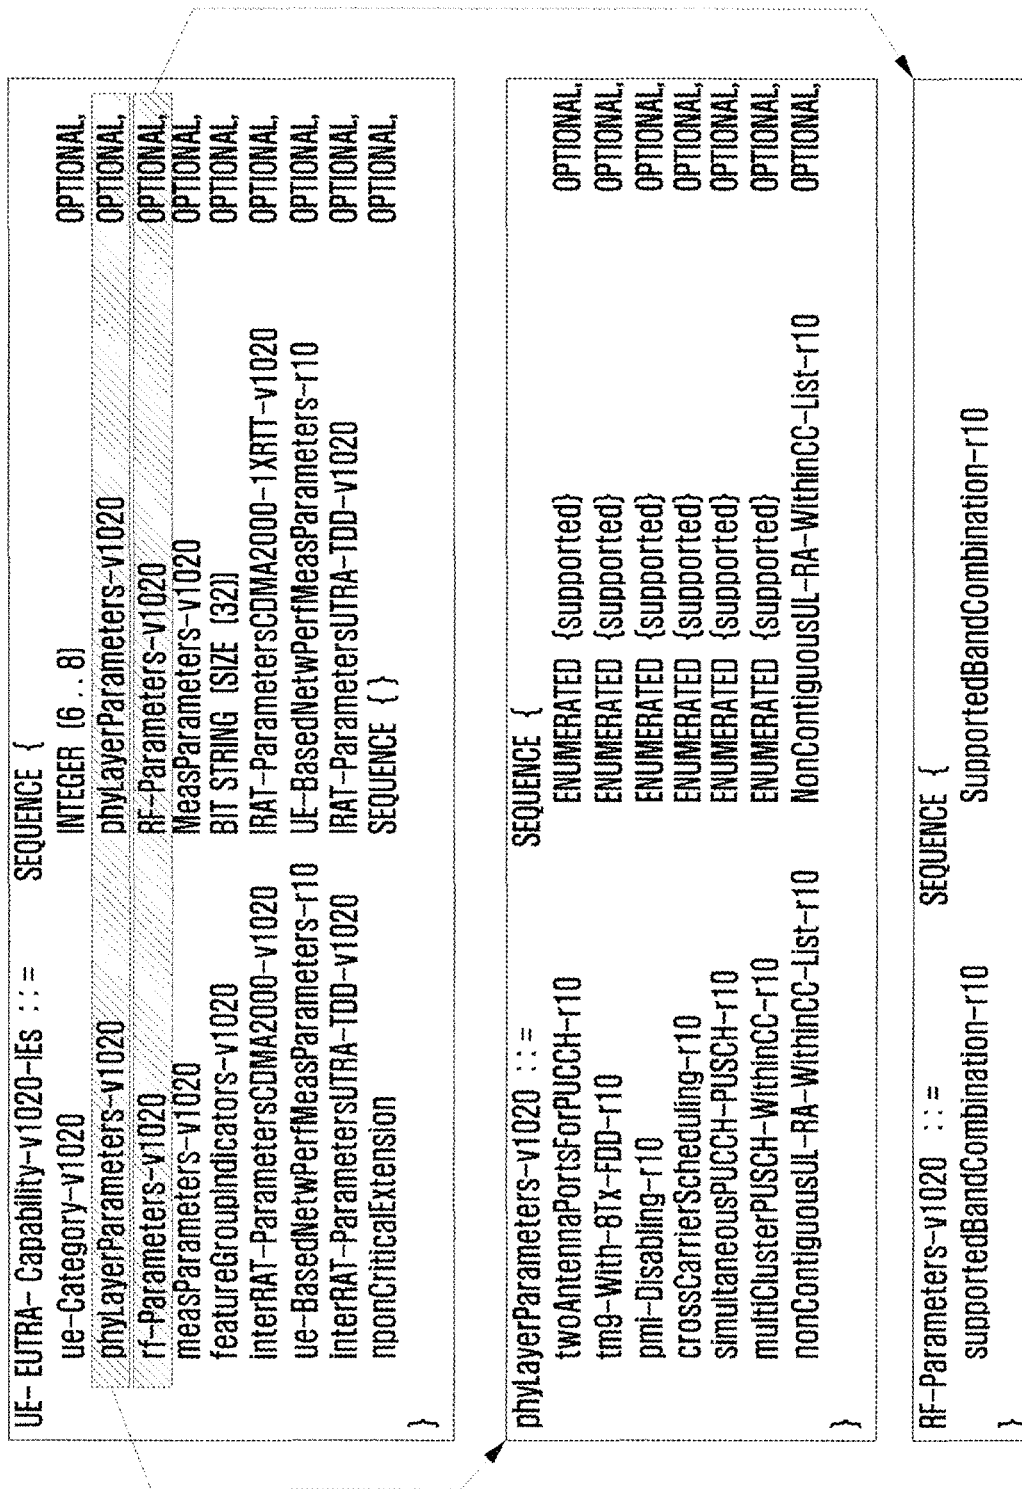 UE- EUTRA- Capability-v1020-IEs ::= SEQUENCE {
ue-Category-v1020 INTEGER (6..8) OPTIONAL,
phyLayerParameters-v1020 phyLayerParameters-v1020 OPTIONAL,
rf-Parameters-v1020 RF-Parameters-v1020 OPTIONAL,
measParameters-v1020 MeasParameters-v1020 OPTIONAL,
featureGroupIndicators-v1020 BIT STRING (SIZE (32)) OPTIONAL,
interRAT-ParametersCDMA2000-v1020 IRAT-ParametersCDMA2000-1XRTT-v1020 OPTIONAL,
ue-BasedNetwPerfMeasParameters-r10 UE-BasedNetwPerfMeasParameters-r10 OPTIONAL,
interRAT-ParametersUTRA-TDD-v1020 IRAT-ParametersUTRA-TDD-v1020 OPTIONAL,
nponCriticalExtension SEQUENCE {} OPTIONAL,
}
phyLayerParameters-v1020 ::= SEQUENCE {
twoAntennaPortsForPUCCH-r10 ENUMERATED {supported} OPTIONAL,
tm9-With-8Tx-FDD-r10 ENUMERATED {supported} OPTIONAL,
pmi-Disabling-r10 ENUMERATED {supported} OPTIONAL,
crossCarrierScheduling-r10 ENUMERATED {supported} OPTIONAL,
simultaneousPUCCH-PUSCH-r10 ENUMERATED {supported} OPTIONAL,
multiClusterPUSCH-WithinCC-r10 ENUMERATED {supported} OPTIONAL,
nonContiguousUL-RA-WithinCC-List-r10 NonContiguousUL-RA-WithinCC-List-r10 OPTIONAL,
}
RF-Parameters-v1020 ::= SEQUENCE {
supportedBandCombination-r10 SupportedBandCombination-r10
}